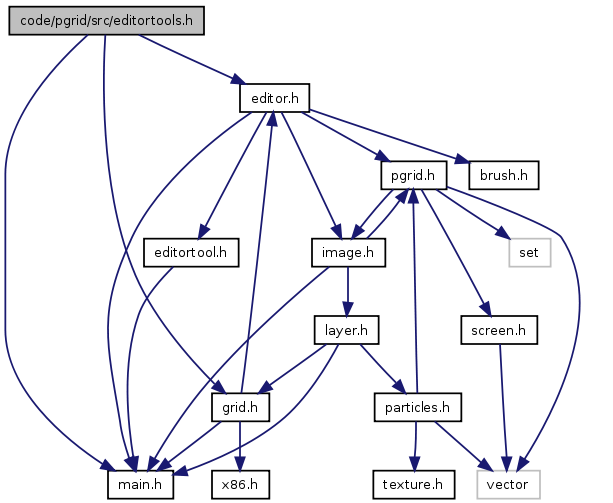 code/pgrid/src/editortools.h
editor.h
pgrid.h
brush.h
editortool.h
image.h
set
layer.h
screen.h
grid.h
particles.h
main.h
x86.h
texture.h
vector